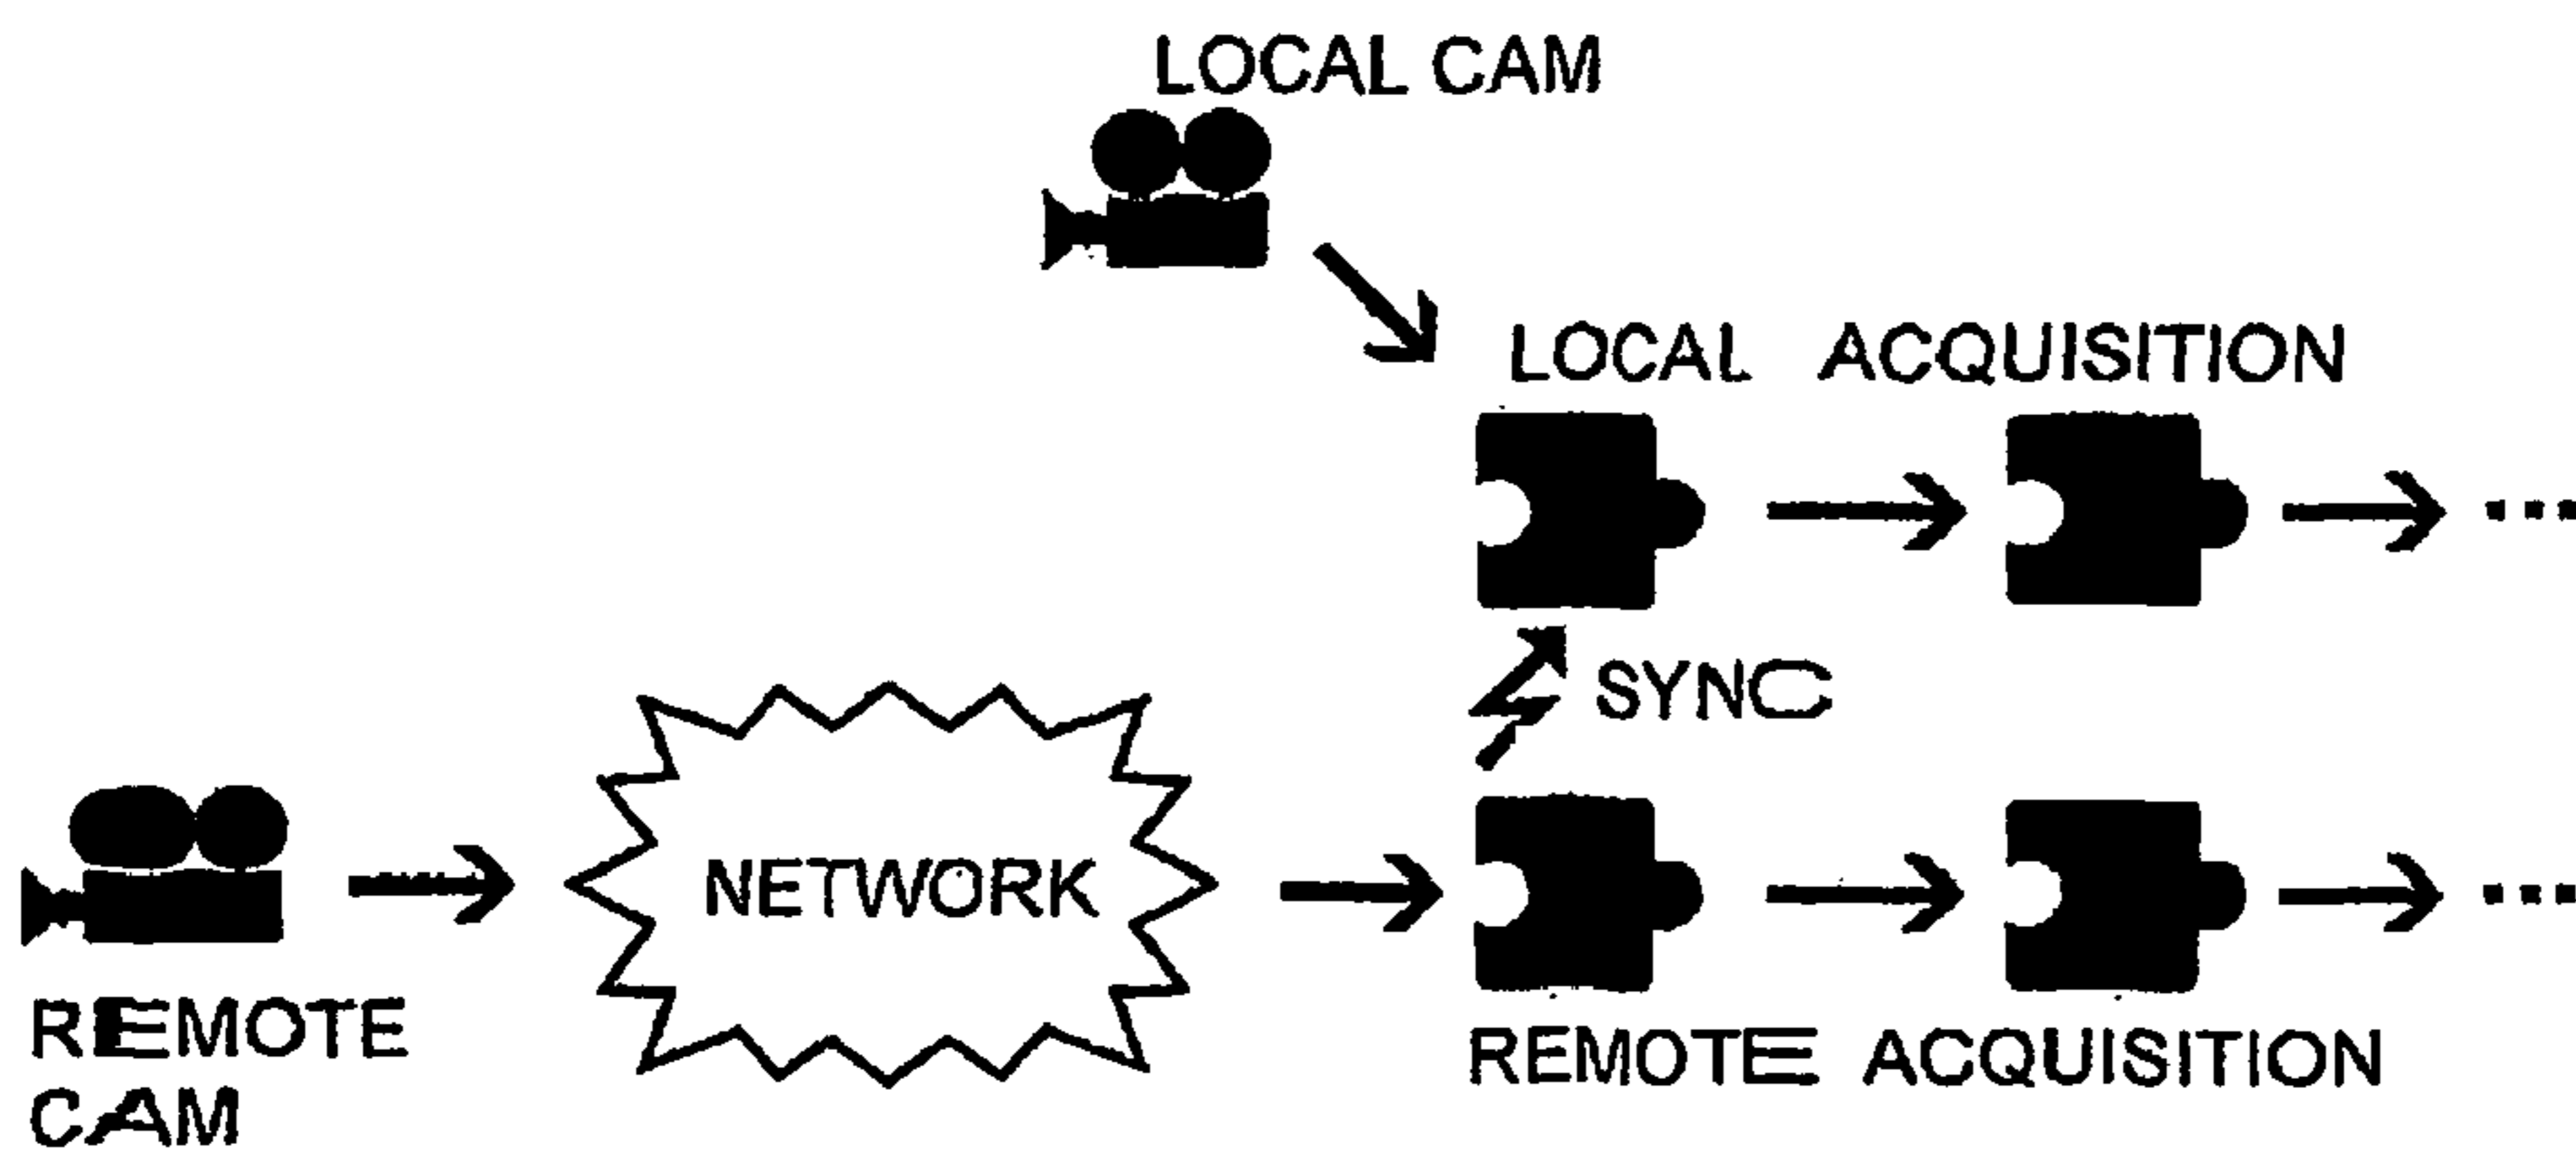 LOCAL CAM
LOCAL ACQUISITION
...
SYNC
NETWORK
...
REMOTE
CAM
REMOTE ACQUISITION